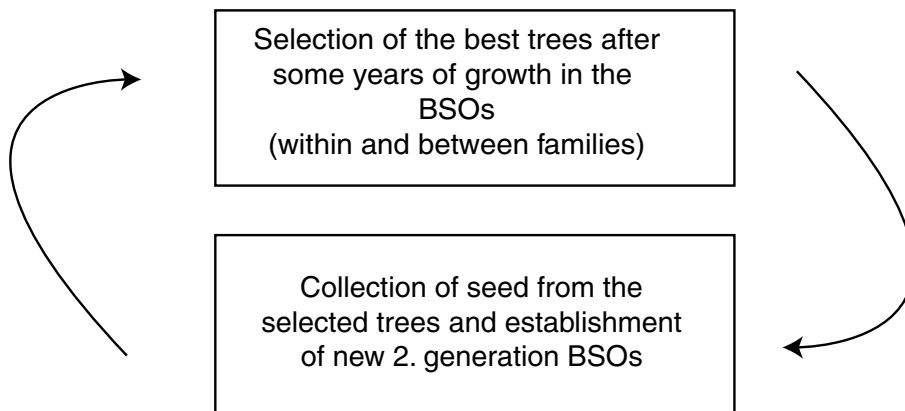 Selection of the best trees after
some years of growth in the
BSOs
(within and between families)
Collection of seed from the
selected trees and establishment
of new 2. generation BSOs